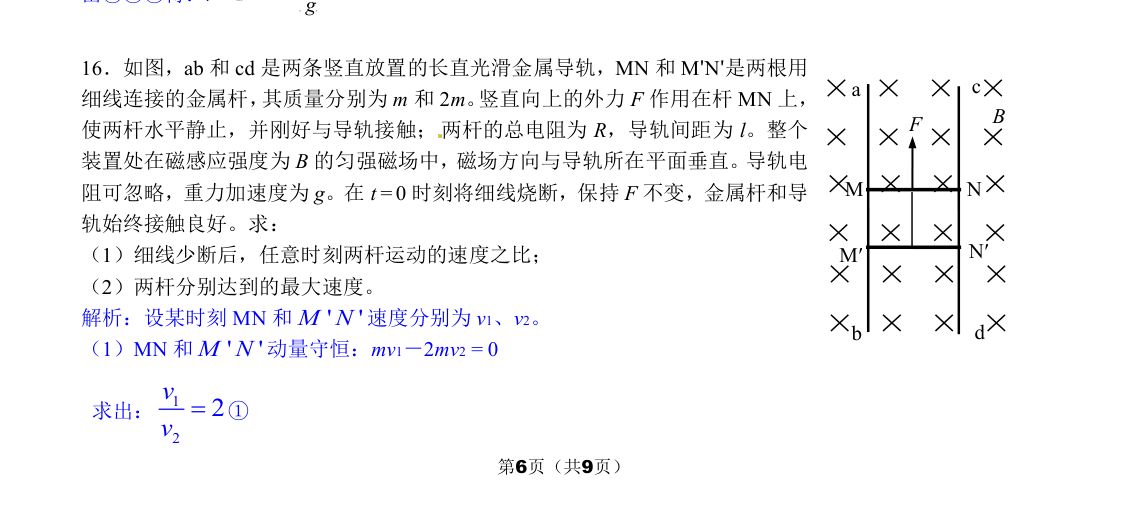 g
16．如图，ab 和 cd 是两条竖直放置的长直光滑金属导轨，MN 和 M'N'是两根用
细线连接的金属杆，其质量分别为 m 和 2m。竖直向上的外力 F 作用在杆 MN 上，
使两杆水平静止，并刚好与导轨接触；两杆的总电阻为 R，导轨间距为 l。整个
装置处在磁感应强度为 B 的匀强磁场中，磁场方向与导轨所在平面垂直。导轨电
阻可忽略，重力加速度为 g。在 t = 0 时刻将细线烧断，保持 F 不变，金属杆和导
轨始终接触良好。求：
（1）细线少断后，任意时刻两杆运动的速度之比；
（2）两杆分别达到的最大速度。
解析：设某时刻 MN 和 M'N'速度分别为 v1、v2。
（1）MN 和 M'N'动量守恒：mv1－2mv2 = 0
求出：v1/v2 = 2①
a c
B
F
M N
M′ N′
b d
第6页（共9页）